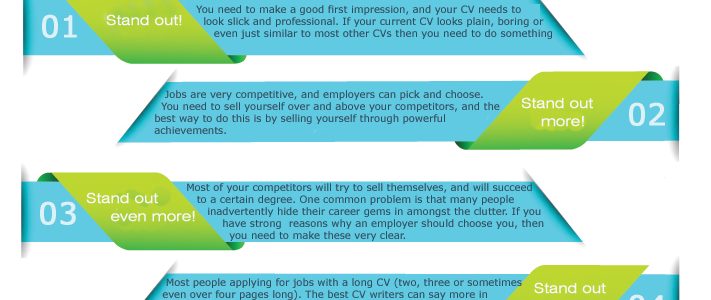 01
Stand out!
You need to make a good first impression, and your CV needs to
look slick and professional. If your current CV looks plain, boring or
even just similar to most other CVs then you need to do something
Jobs are very competitive, and employers can pick and choose.
You need to sell yourself over and above your competitors, and the
best way to do this is by selling yourself through powerful
achievements.
Stand out
more!
02
03
Stand out
even more!
Most of your competitors will try to sell themselves, and will succeed
to a certain degree. One common problem is that many people
inadvertently hide their career gems in amongst the clutter. If you
have strong reasons why an employer should choose you, then
you need to make these very clear.
Most people applying for jobs with a long CV (two, three or sometimes
even over four pages long). The best CV writers can say more in
Stand out
04